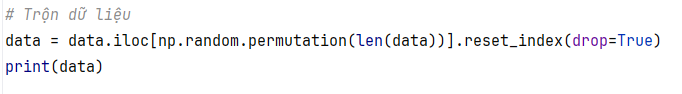 # Trộn dữ liệu
data = data.iloc[np.random.permutation(len(data))].reset_index(drop=True)
print(data)